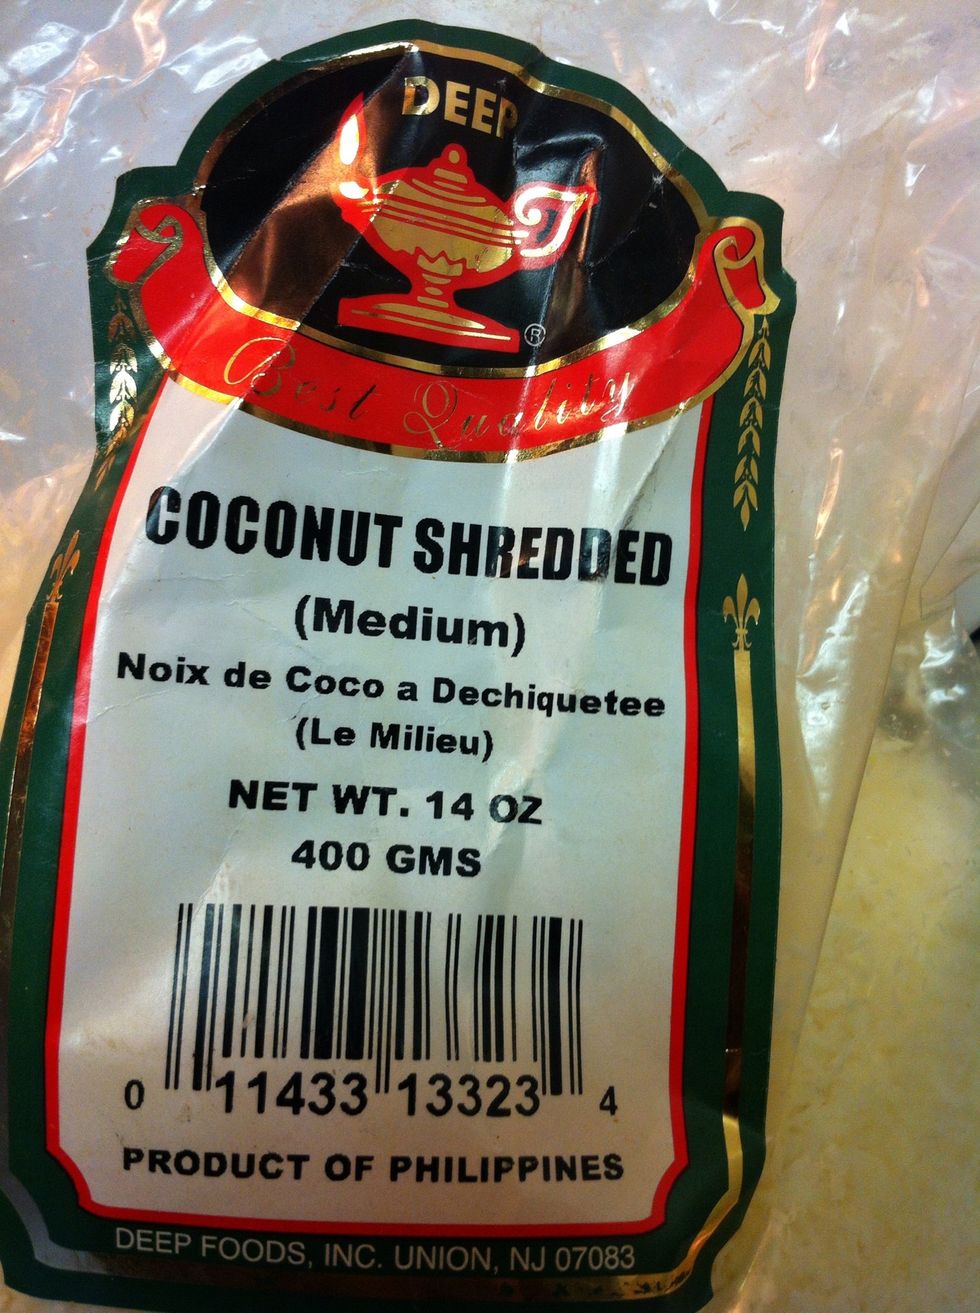 DEEP
®
Best Quality
COCONUT SHREDDED
(Medium)
Noix de Coco a Dechiquetee
(Le Milieu)
NET WT. 14 OZ
400 GMS
0 11433 13323 4
PRODUCT OF PHILIPPINES
DEEP FOODS, INC. UNION, NJ 07083